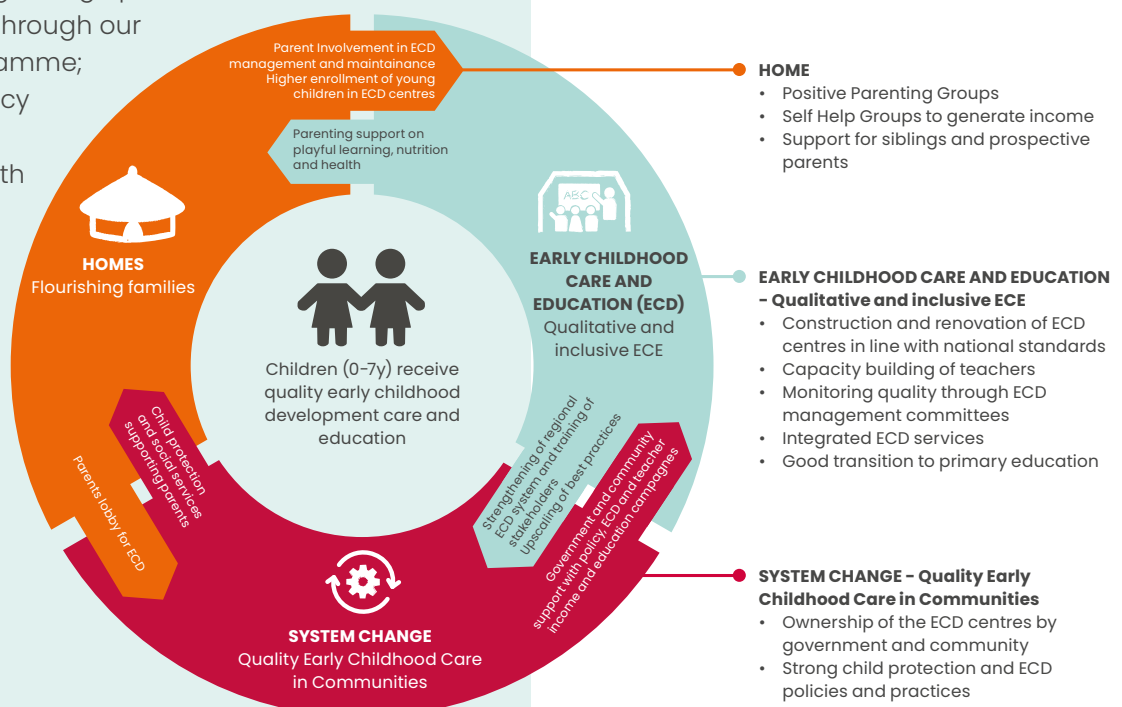 through our
amme;
cy
th
Parent Involvement in ECD
management and maintainance
Higher enrollment of young
children in ECD centres
Parenting support on
playful learning, nutrition
and health
HOMES
Flourishing families
ABC
EARLY CHILDHOOD
CARE AND
EDUCATION (ECD)
Qualitative and
inclusive ECE
Children (0-7y) receive
quality early childhood
development care and
education
Child protection
and social services
supporting parents
Parents lobby for ECD
Strengthening of regional
ECD system and training of
stakeholders
Upscaling of best practices
Government and community
support with policy, ECD and teacher
income and education campagnes
SYSTEM CHANGE
Quality Early Childhood Care
in Communities
HOME
• Positive Parenting Groups
• Self Help Groups to generate income
• Support for siblings and prospective
parents
EARLY CHILDHOOD CARE AND EDUCATION
- Qualitative and inclusive ECE
• Construction and renovation of ECD
centres in line with national standards
• Capacity building of teachers
• Monitoring quality through ECD
management committees
• Integrated ECD services
• Good transition to primary education
SYSTEM CHANGE - Quality Early
Childhood Care in Communities
• Ownership of the ECD centres by
government and community
• Strong child protection and ECD
policies and practices